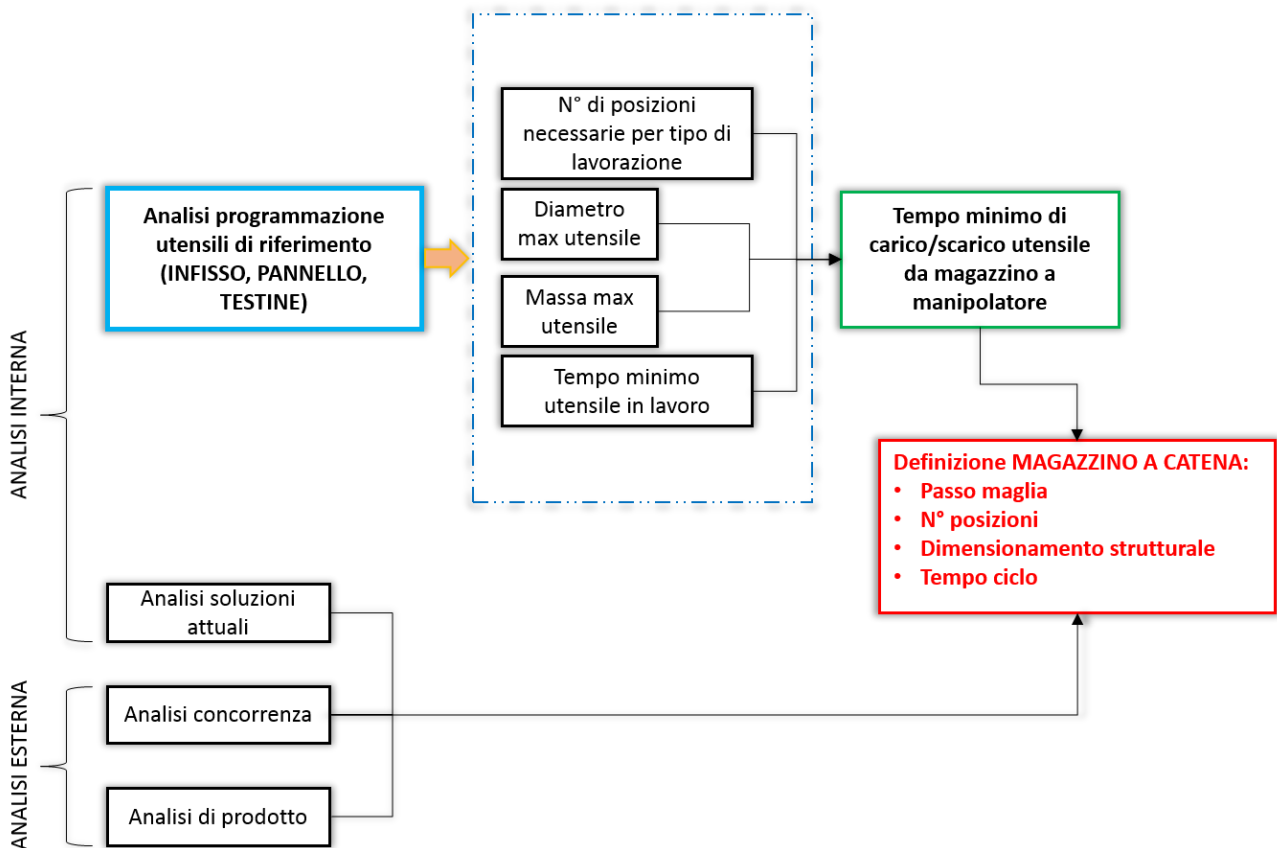 N° di posizioni
necessarie per tipo di
lavorazione
Analisi programmazione
utensili di riferimento
(INFISSO, PANNELLO,
TESTINE)
Diametro
max utensile
Massa max
utensile
Tempo minimo
utensile in lavoro
Tempo minimo di
carico/scarico utensile
da magazzino a
manipolatore
ANALISI INTERNA
Definizione MAGAZZINO A CATENA:
• Passo maglia
• N° posizioni
• Dimensionamento strutturale
• Tempo ciclo
Analisi soluzioni
attuali
ANALISI ESTERNA
Analisi concorrenza
Analisi di prodotto